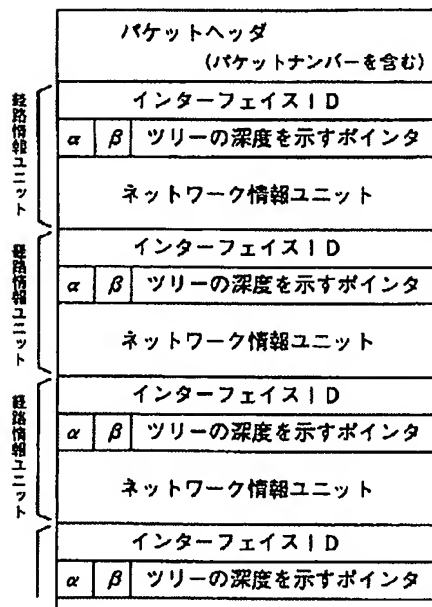 パケットヘッダ
(パケットナンバーを含む)
経路情報ユニット
インターフェイスID
α β ツリーの深度を示すポインタ
ネットワーク情報ユニット
経路情報ユニット
インターフェイスID
α β ツリーの深度を示すポインタ
ネットワーク情報ユニット
経路情報ユニット
インターフェイスID
α β ツリーの深度を示すポインタ
ネットワーク情報ユニット
インターフェイスID
α β ツリーの深度を示すポインタ